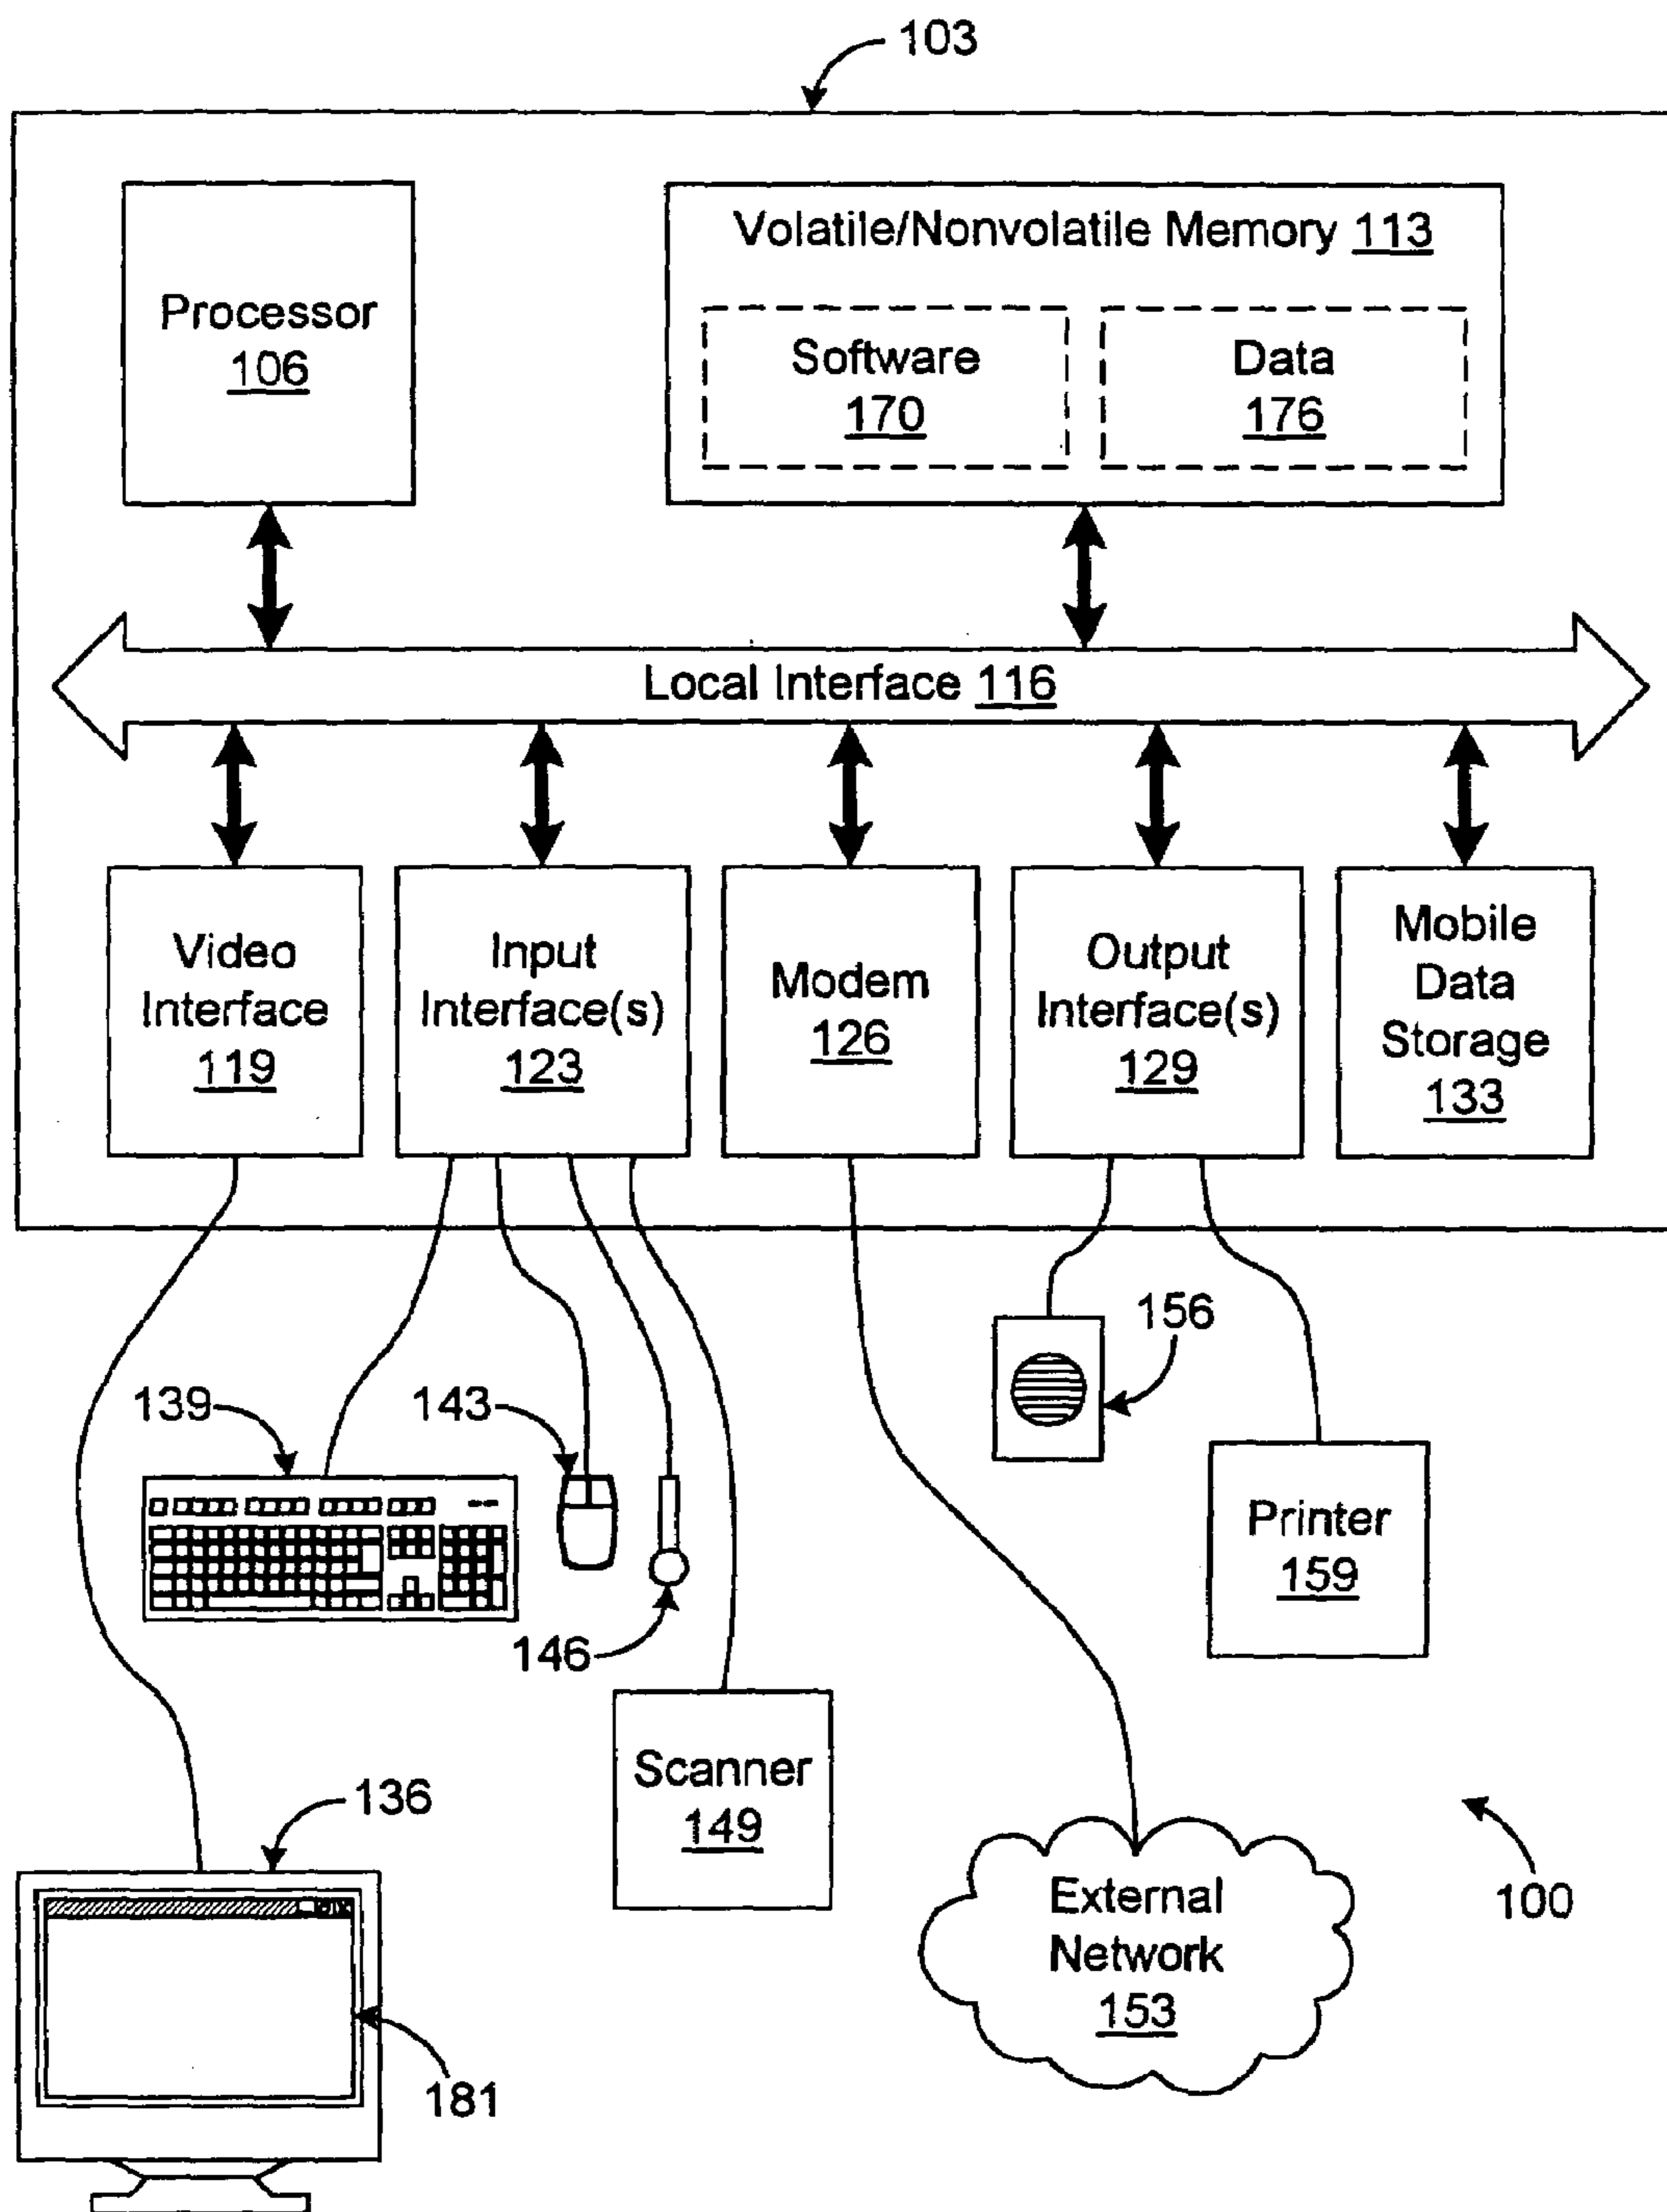 103
Processor
106
Volatile/Nonvolatile Memory 113
Software
170
Data
176
Local Interface 116
Video
Interface
119
Input
Interface(s)
123
Modem
126
Output
Interface(s)
129
Mobile
Data
Storage
133
156
139
143
Printer
159
146
Scanner
149
136
External
Network
153
100
181